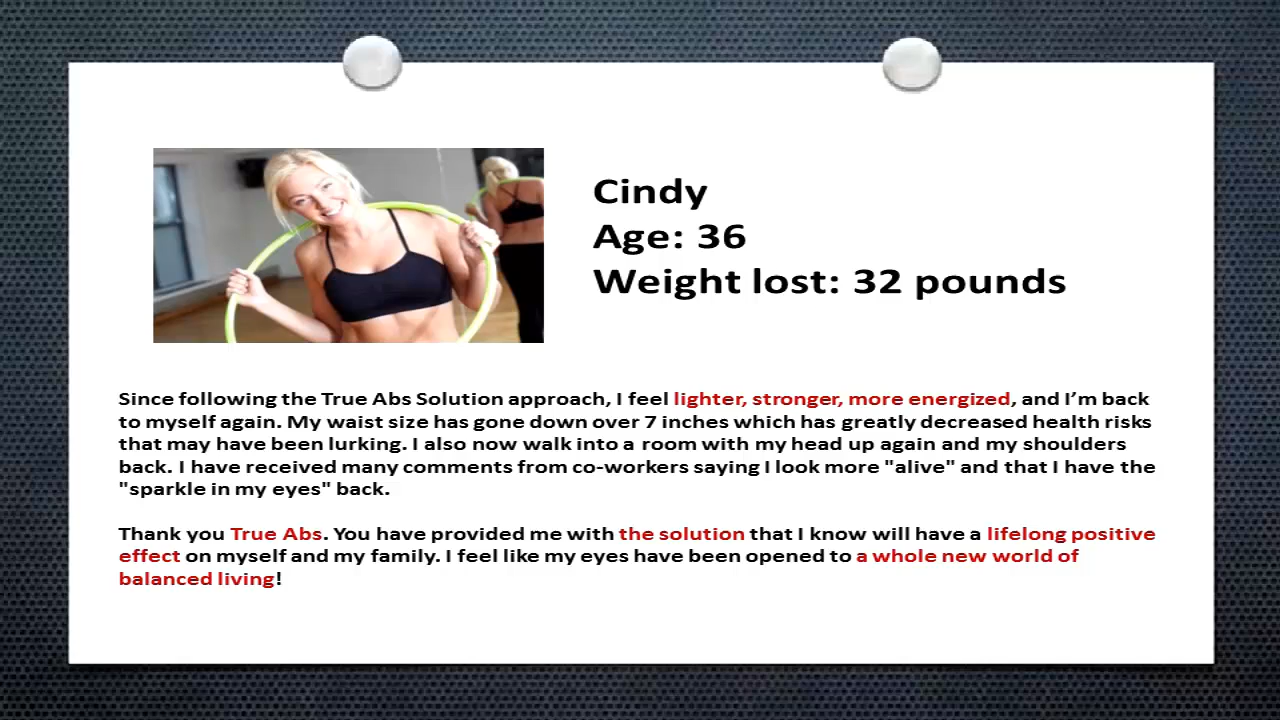 Cindy
Age: 36
Weight lost: 32 pounds
Since following the True Abs Solution approach, I feel lighter, stronger, more energized, and I’m back
to myself again. My waist size has gone down over 7 inches which has greatly decreased health risks
that may have been lurking. I also now walk into a room with my head up again and my shoulders
back. I have received many comments from co-workers saying I look more "alive" and that I have the
"sparkle in my eyes" back.
Thank you True Abs. You have provided me with the solution that I know will have a lifelong positive
effect on myself and my family. I feel like my eyes have been opened to a whole new world of
balanced living!